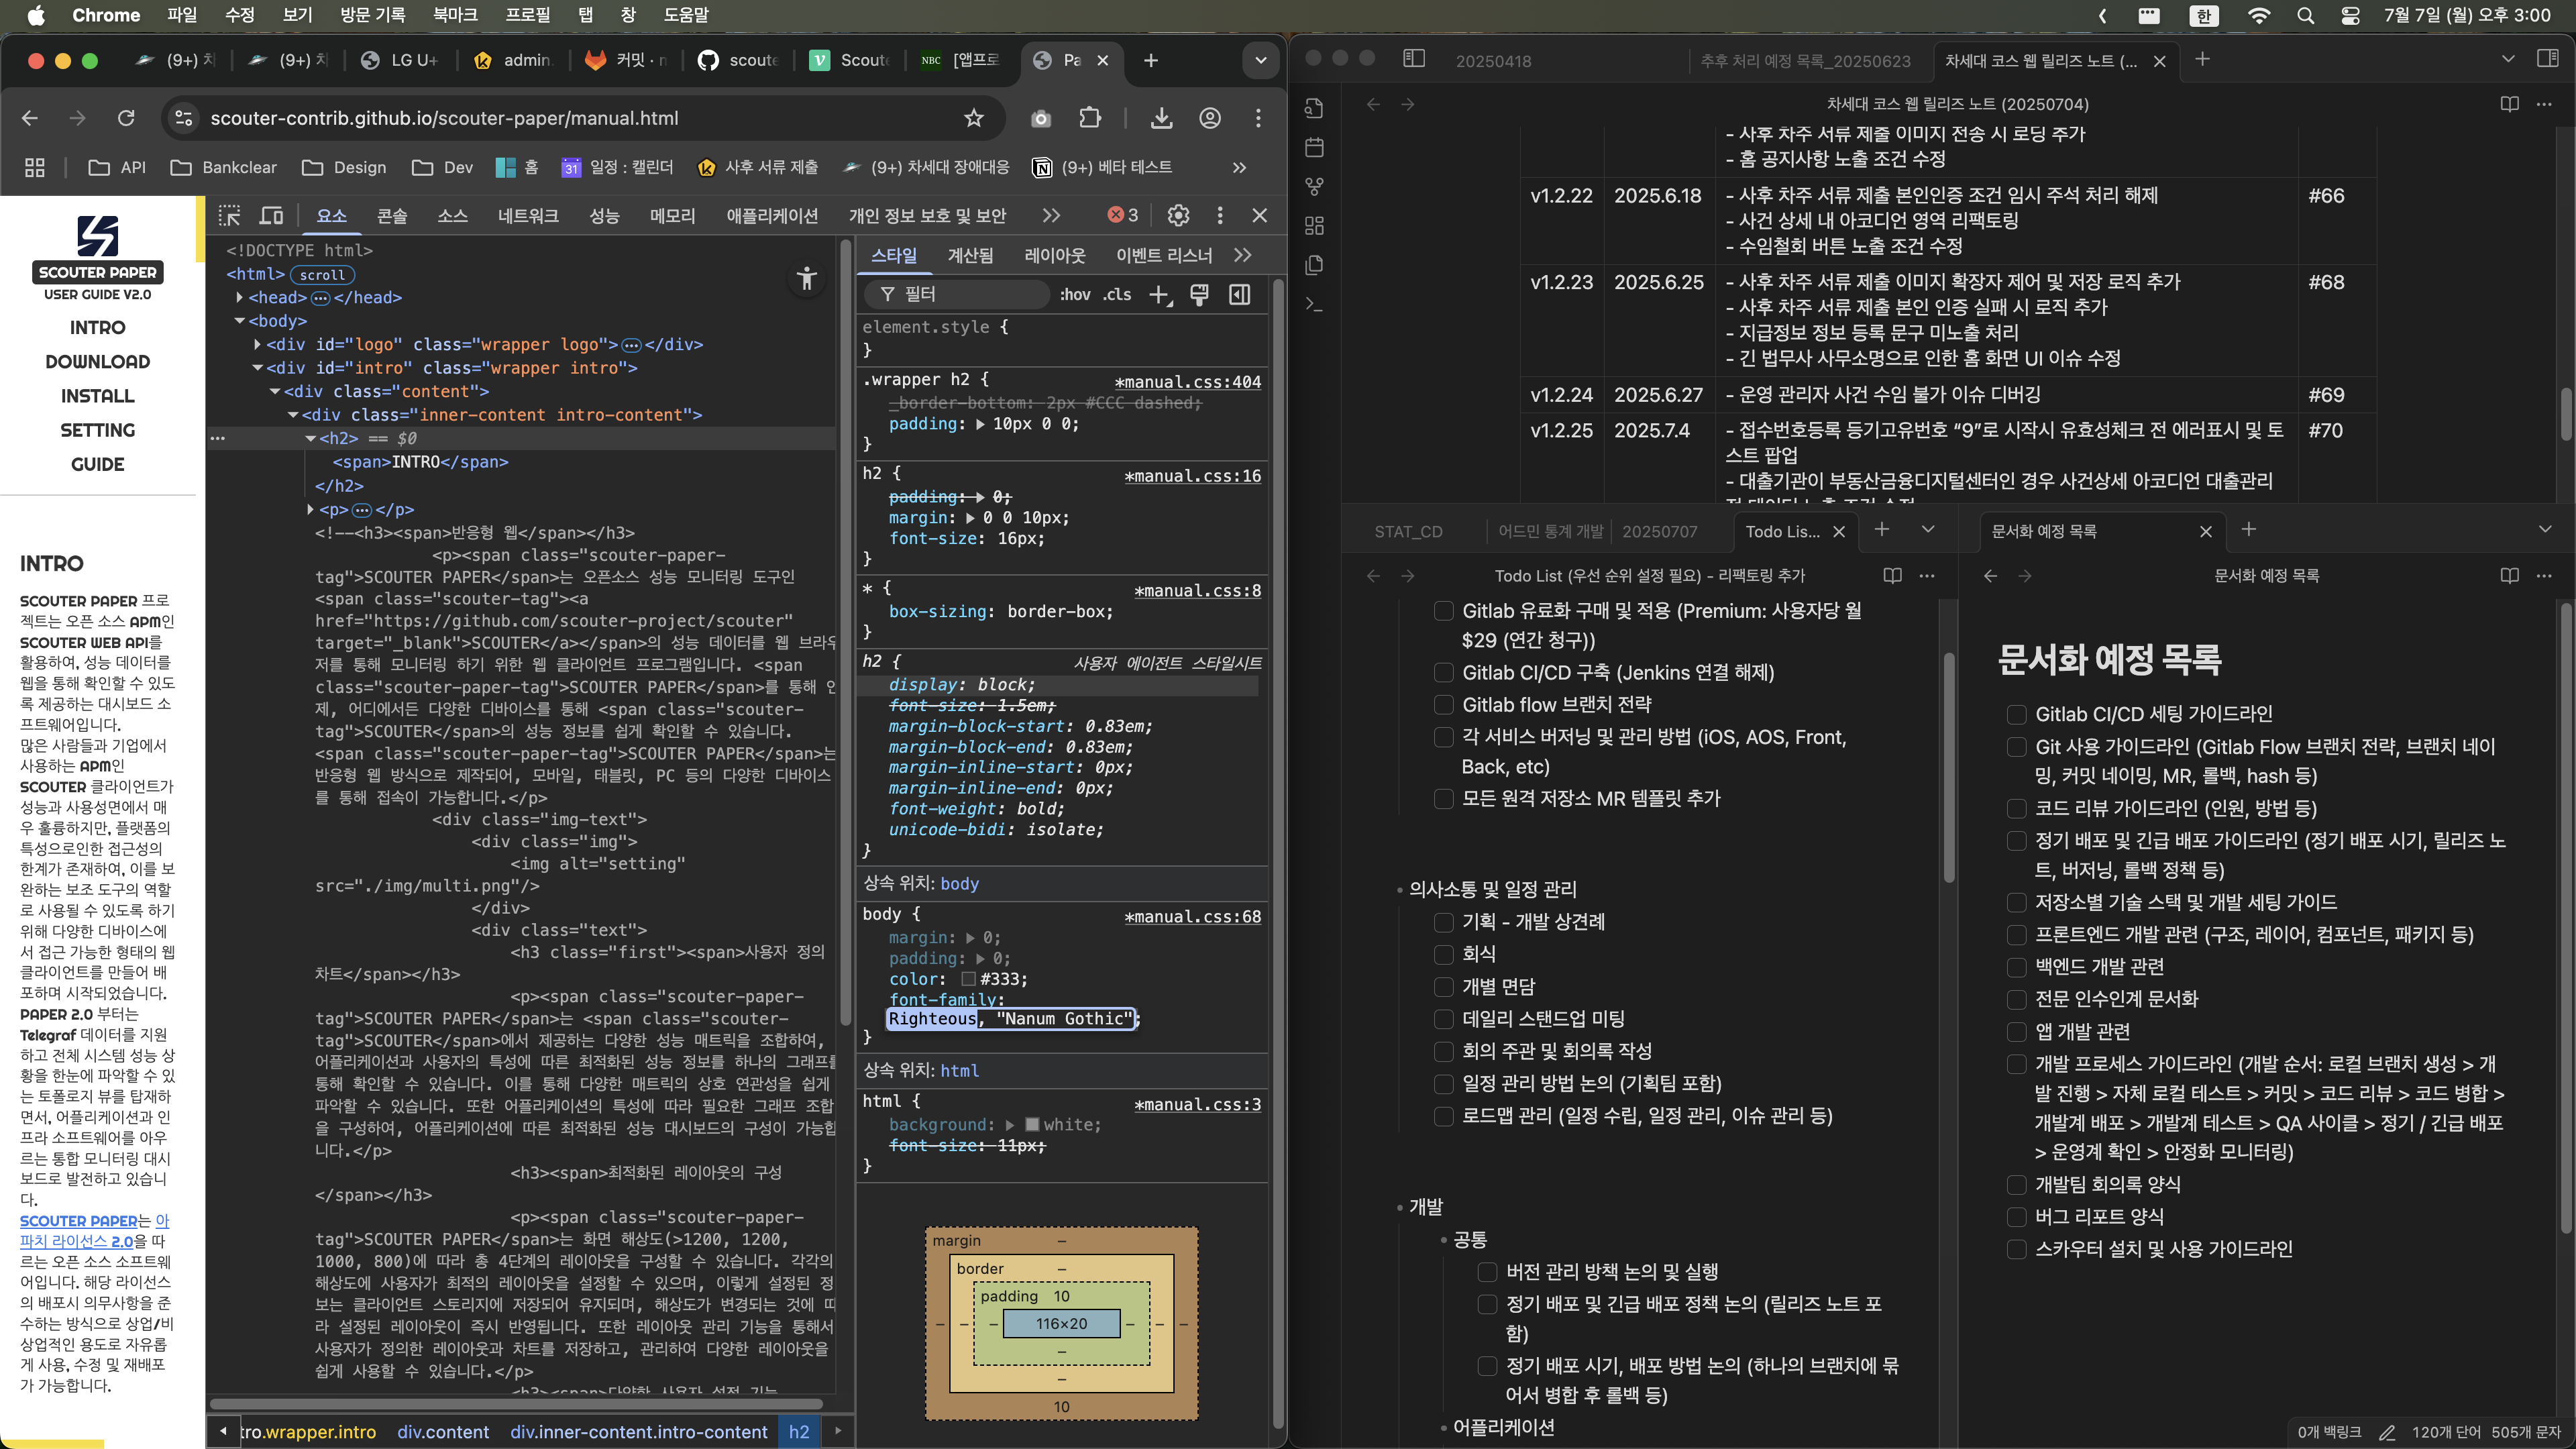 Chrome 파일 수정 보기 방문 기록 북마크 프로필 탭 창 도움말
한 7월 7일 (월) 오후 3:00
(9+) 차 (9+) 차 LG U+ admin. 커밋 · scoute Scoute NBC [앱프로 Pa
scouter-contrib.github.io/scouter-paper/manual.html
API Bankclear Design Dev 홈 31 일정 : 캘린더 사후 서류 제출 (9+) 차세대 장애대응 (9+) 베타 테스트
SCOUTER PAPER
USER GUIDE V2.0
INTRO
DOWNLOAD
INSTALL
SETTING
GUIDE
INTRO
SCOUTER PAPER 프로
젝트는 오픈 소스 APM인
SCOUTER WEB API를
활용하여, 성능 데이터를
웹을 통해 확인할 수 있도
록 제공하는 대시보드 소
프트웨어입니다.
많은 사람들과 기업에서
사용하는 APM인
SCOUTER 클라이언트가
성능과 사용성면에서 매
우 훌륭하지만, 플랫폼의
특성으로인한 접근성의
한계가 존재하여, 이를 보
완하는 보조 도구의 역할
로 사용될 수 있도록 하기
위해 다양한 디바이스에
서 접근 가능한 형태의 웹
클라이언트를 만들어 배
포하며 시작되었습니다.
PAPER 2.0 부터는
Telegraf 데이터를 지원
하고 전체 시스템 성능 상
황을 한눈에 파악할 수 있
는 토폴로지 뷰를 탑재하
면서, 어플리케이션과 인
프라 소프트웨어를 아우
르는 통합 모니터링 대시
보드로 발전하고 있습니
다.
SCOUTER PAPER는 아
파치 라이선스 2.0을 따
르는 오픈 소스 소프트웨
어입니다. 해당 라이선스
의 배포시 의무사항을 준
수하는 방식으로 상업/비
상업적인 용도로 자유롭
게 사용, 수정 및 재배포
가 가능합니다.
요소 콘솔 소스 네트워크 성능 메모리 애플리케이션 개인 정보 보호 및 보안 3
<!DOCTYPE html>
<html> scroll
<head> </head>
<body>
<div id="logo" class="wrapper logo"> </div>
<div id="intro" class="wrapper intro">
<div class="content">
<div class="inner-content intro-content">
<h2> == $0
<span>INTRO</span>
</h2>
<p> </p>
<!--<h3><span>반응형 웹</span></h3>
<p><span class="scouter-paper-
tag">SCOUTER PAPER</span>는 오픈소스 성능 모니터링 도구인
<span class="scouter-tag"><a
href="https://github.com/scouter-project/scouter"
target="_blank">SCOUTER</a></span>의 성능 데이터를 웹 브라우
저를 통해 모니터링 하기 위한 웹 클라이언트 프로그램입니다. <span
class="scouter-paper-tag">SCOUTER PAPER</span>를 통해 언
제, 어디에서든 다양한 디바이스를 통해 <span class="scouter-
tag">SCOUTER</span>의 성능 정보를 쉽게 확인할 수 있습니다.
<span class="scouter-paper-tag">SCOUTER PAPER</span>는
반응형 웹 방식으로 제작되어, 모바일, 태블릿, PC 등의 다양한 디바이스
를 통해 접속이 가능합니다.</p>
<div class="img-text">
<div class="img">
<img alt="setting"
src="./img/multi.png"/>
</div>
<div class="text">
<h3 class="first"><span>사용자 정의
차트</span></h3>
<p><span class="scouter-paper-
tag">SCOUTER PAPER</span>는 <span class="scouter-
tag">SCOUTER</span>에서 제공하는 다양한 성능 매트릭을 조합하여,
어플리케이션과 사용자의 특성에 따른 최적화된 성능 정보를 하나의 그래프를
통해 확인할 수 있습니다. 이를 통해 다양한 매트릭의 상호 연관성을 쉽게
파악할 수 있습니다. 또한 어플리케이션의 특성에 따라 필요한 그래프 조합
을 구성하여, 어플리케이션에 따른 최적화된 성능 대시보드의 구성이 가능합
니다.</p>
<h3><span>최적화된 레이아웃의 구성
</span></h3>
<p><span class="scouter-paper-
tag">SCOUTER PAPER</span>는 화면 해상도(>1200, 1200,
1000, 800)에 따라 총 4단계의 레이아웃을 구성할 수 있습니다. 각각의
해상도에 사용자가 최적의 레이아웃을 설정할 수 있으며, 이렇게 설정된 정
보는 클라이언트 스토리지에 저장되어 유지되며, 해상도가 변경되는 것에 따
라 설정된 레이아웃이 즉시 반영됩니다. 또한 레이아웃 관리 기능을 통해서
사용자가 정의한 레이아웃과 차트를 저장하고, 관리하여 다양한 레이아웃을
쉽게 사용할 수 있습니다.</p>
<h3><span>다양한 사용자 설정 기능
tro.wrapper.intro div.content div.inner-content.intro-content h2
스타일 계산됨 레이아웃 이벤트 리스너
필터 :hov .cls
element.style {
}
.wrapper h2 { *manual.css:404
_border-bottom: 2px #CCC dashed;
padding: 10px 0 0;
}
h2 { *manual.css:16
padding: 0;
margin: 0 0 10px;
font-size: 16px;
}
* { *manual.css:8
box-sizing: border-box;
}
h2 { 사용자 에이전트 스타일시트
display: block;
font-size: 1.5em;
margin-block-start: 0.83em;
margin-block-end: 0.83em;
margin-inline-start: 0px;
margin-inline-end: 0px;
font-weight: bold;
unicode-bidi: isolate;
}
상속 위치: body
body { *manual.css:68
margin: 0;
padding: 0;
color: #333;
font-family:
Righteous, "Nanum Gothic";
}
상속 위치: html
html { *manual.css:3
background: white;
font-size: 11px;
}
margin –
border –
padding 10
– – – 116×20 – – –
–
–
10
20250418 추후 처리 예정 목록_20250623 차세대 코스 웹 릴리즈 노트 (...
차세대 코스 웹 릴리즈 노트 (20250704)
- 사후 차주 서류 제출 이미지 전송 시 로딩 추가
- 홈 공지사항 노출 조건 수정
v1.2.22 2025.6.18 - 사후 차주 서류 제출 본인인증 조건 임시 주석 처리 해제 #66
- 사건 상세 내 아코디언 영역 리팩토링
- 수임철회 버튼 노출 조건 수정
v1.2.23 2025.6.25 - 사후 차주 서류 제출 이미지 확장자 제어 및 저장 로직 추가 #68
- 사후 차주 서류 제출 본인 인증 실패 시 로직 추가
- 지급정보 정보 등록 문구 미노출 처리
- 긴 법무사 사무소명으로 인한 홈 화면 UI 이슈 수정
v1.2.24 2025.6.27 - 운영 관리자 사건 수임 불가 이슈 디버깅 #69
v1.2.25 2025.7.4 - 접수번호등록 등기고유번호 “9”로 시작시 유효성체크 전 에러표시 및 토 #70
스트 팝업
- 대출기관이 부동산금융디지털센터인 경우 사건상세 아코디언 대출관리
STAT_CD 어드민 통계 개발 20250707 Todo Lis...
Todo List (우선 순위 설정 필요) - 리팩토링 추가
Gitlab 유료화 구매 및 적용 (Premium: 사용자당 월
$29 (연간 청구))
Gitlab CI/CD 구축 (Jenkins 연결 해제)
Gitlab flow 브랜치 전략
각 서비스 버저닝 및 관리 방법 (iOS, AOS, Front,
Back, etc)
모든 원격 저장소 MR 템플릿 추가
의사소통 및 일정 관리
기획 - 개발 상견례
회식
개별 면담
데일리 스탠드업 미팅
회의 주관 및 회의록 작성
일정 관리 방법 논의 (기획팀 포함)
로드맵 관리 (일정 수립, 일정 관리, 이슈 관리 등)
개발
공통
버전 관리 방책 논의 및 실행
정기 배포 및 긴급 배포 정책 논의 (릴리즈 노트 포
함)
정기 배포 시기, 배포 방법 논의 (하나의 브랜치에 묶
어서 병합 후 롤백 등)
어플리케이션
문서화 예정 목록
문서화 예정 목록
문서화 예정 목록
Gitlab CI/CD 세팅 가이드라인
Git 사용 가이드라인 (Gitlab Flow 브랜치 전략, 브랜치 네이
밍, 커밋 네이밍, MR, 롤백, hash 등)
코드 리뷰 가이드라인 (인원, 방법 등)
정기 배포 및 긴급 배포 가이드라인 (정기 배포 시기, 릴리즈 노
트, 버저닝, 롤백 정책 등)
저장소별 기술 스택 및 개발 세팅 가이드
프론트엔드 개발 관련 (구조, 레이어, 컴포넌트, 패키지 등)
백엔드 개발 관련
전문 인수인계 문서화
앱 개발 관련
개발 프로세스 가이드라인 (개발 순서: 로컬 브랜치 생성 > 개
발 진행 > 자체 로컬 테스트 > 커밋 > 코드 리뷰 > 코드 병합 >
개발계 배포 > 개발계 테스트 > QA 사이클 > 정기 / 긴급 배포
> 운영계 확인 > 안정화 모니터링)
개발팀 회의록 양식
버그 리포트 양식
스카우터 설치 및 사용 가이드라인
0개 백링크 120개 단어 505개 문자